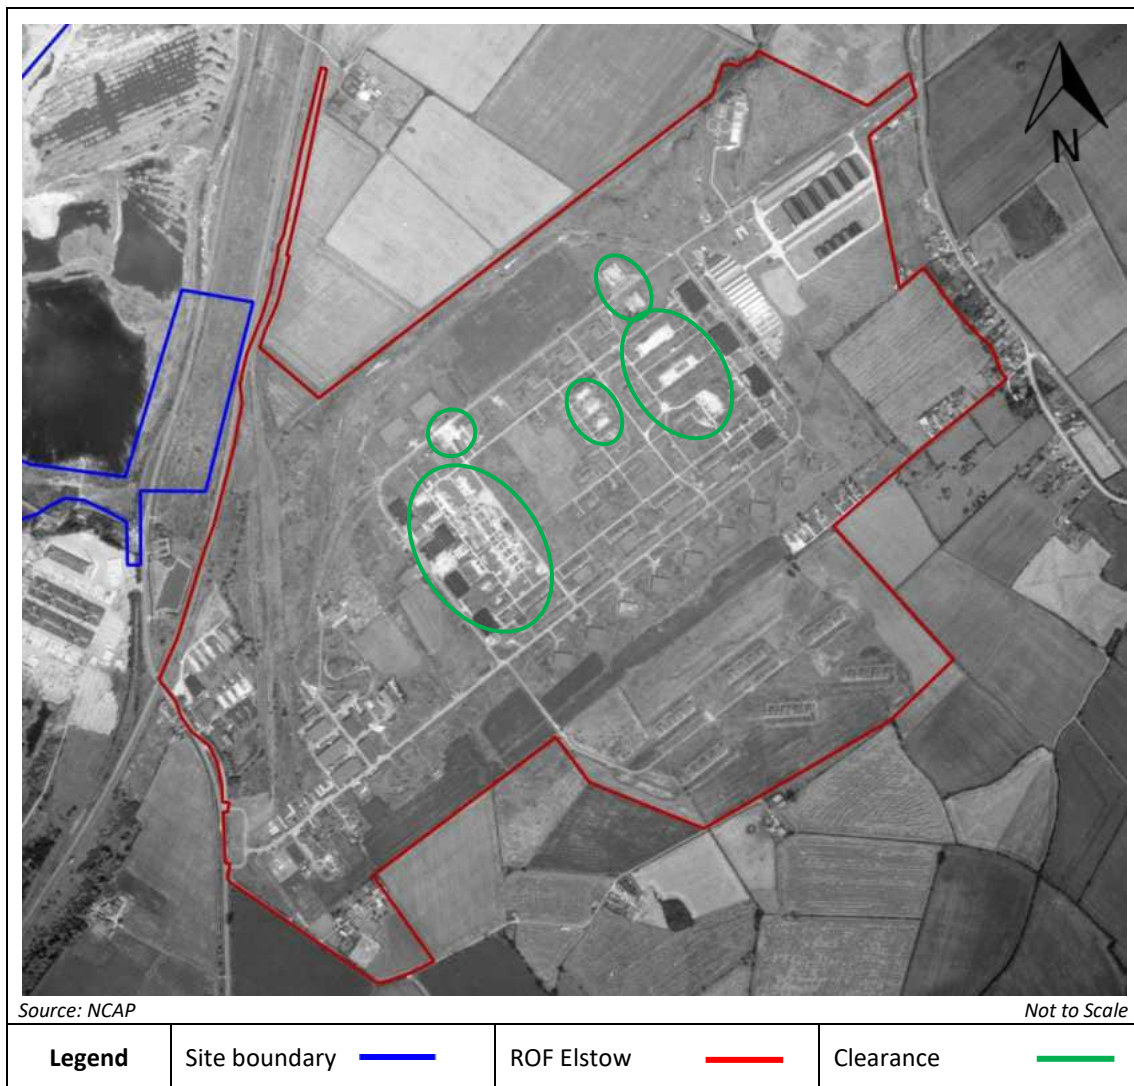 N
Source: NCAP
Not to Scale
Legend
Site boundary
ROF Elstow
Clearance